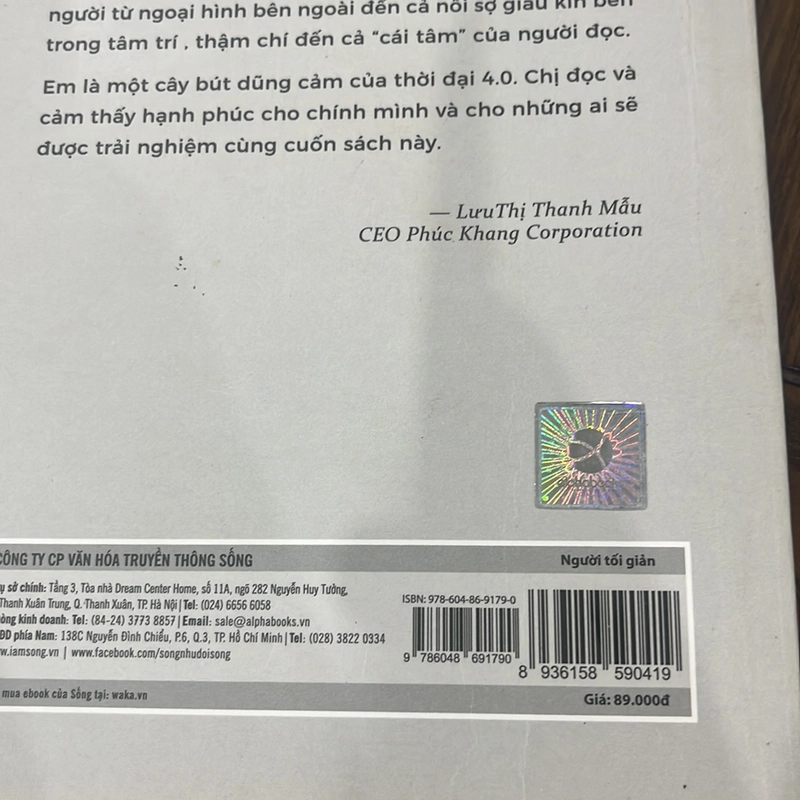 người từ ngoại hình bên ngoài đến cả nỗi sợ giấu kín bên
trong tâm trí , thậm chí đến cả “cái tâm” của người đọc.
Em là một cây bút dũng cảm của thời đại 4.0. Chị đọc và
cảm thấy hạnh phúc cho chính mình và cho những ai sẽ
được trải nghiệm cùng cuốn sách này.
— LưuThị Thanh Mẫu
CEO Phúc Khang Corporation
CÔNG TY CP VĂN HÓA TRUYỀN THÔNG SỐNG
Người tối giản
sở chính: Tầng 3, Tòa nhà Dream Center Home, số 11A, ngõ 282 Nguyễn Huy Tưởng,
Thanh Xuân Trung, Q. Thanh Xuân, TP. Hà Nội | Tel: (024) 6656 6058
kinh doanh: Tel: (84-24) 3773 8857 | Email: sale@alphabooks.vn
phía Nam: 138C Nguyễn Đình Chiểu, P.6, Q.3, TP. Hồ Chí Minh | Tel: (028) 3822 0334
w.iamsong.vn | www.facebook.com/songnhudoisong
ISBN: 978-604-86-9179-0
9 786048 691790
8 936158 590419
mua ebook của Sống tại: waka.vn
Giá: 89.000đ